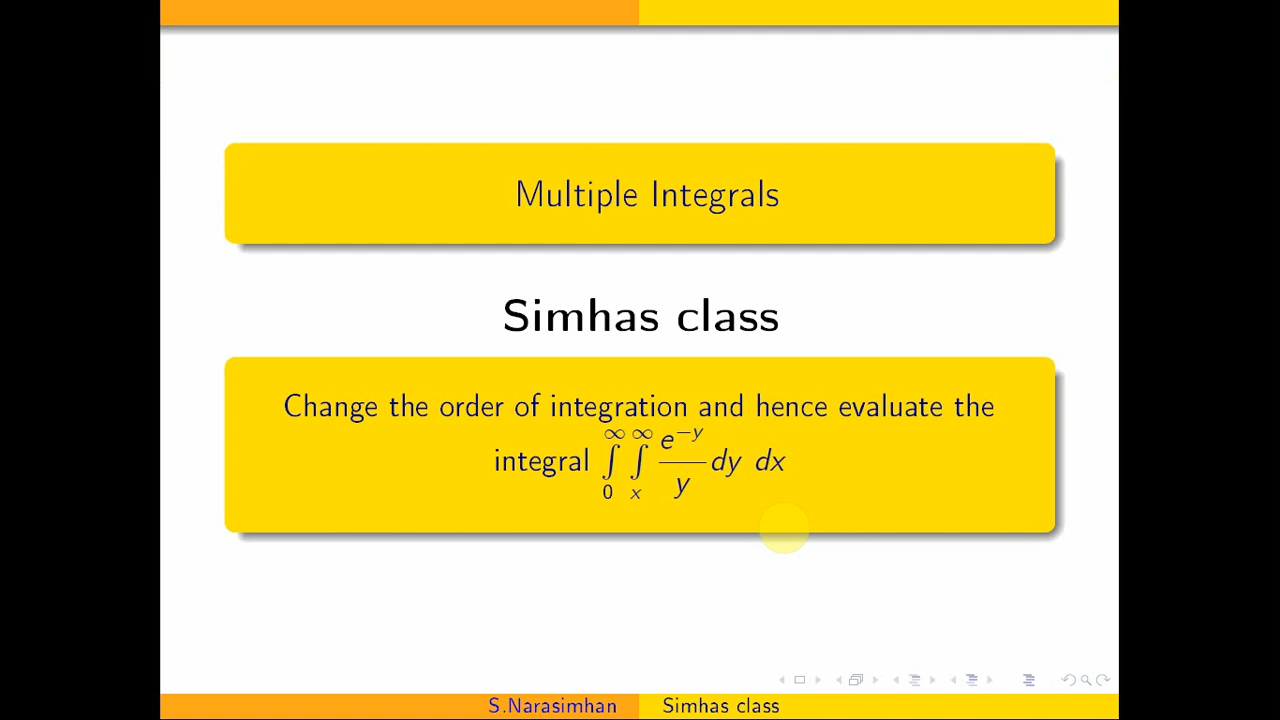 Multiple Integrals
Simhas class
Change the order of integration and hence evaluate the
integral ∫₀^∞ ∫ₓ^∞ e^{−y}/y dy dx
S.Narasimhan
Simhas class